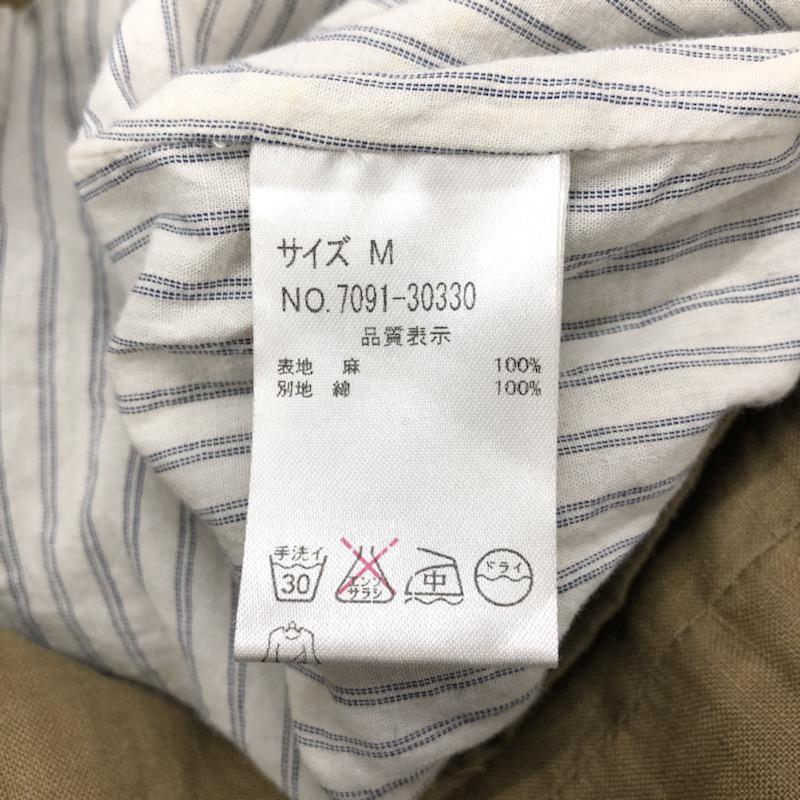 サイズ M
NO.7091-30330
品質表示
表地 麻 100%
別地 綿 100%
手洗イ
30
エンソ
サラシ
中
ドライ